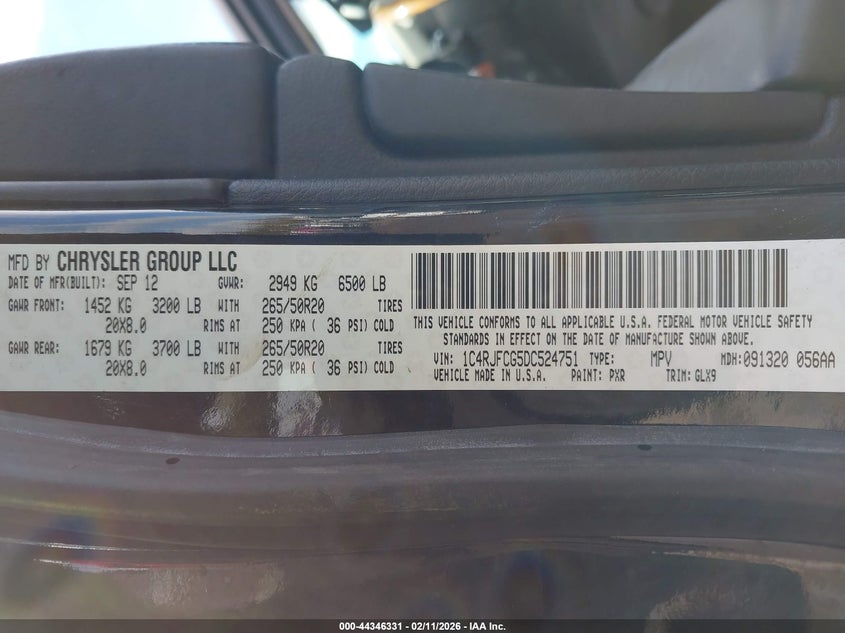 MFD BY CHRYSLER GROUP LLC
DATE OF MFR(BUILT): SEP 12 GVWR: 2949 KG 6500 LB
GAWR FRONT: 1452 KG 3200 LB WITH 265/50R20 TIRES
20X8.0 RIMS AT 250 KPA ( 36 PSI) COLD
GAWR REAR: 1679 KG 3700 LB WITH 265/50R20 TIRES
20X8.0 RIMS AT 250 KPA ( 36 PSI) COLD
THIS VEHICLE CONFORMS TO ALL APPLICABLE U.S.A. FEDERAL MOTOR VEHICLE SAFETY
STANDARDS IN EFFECT ON THE DATE OF MANUFACTURE SHOWN ABOVE.
VIN: 1C4RJFCG5DC524751 TYPE: MPV MDH: 091320 056AA
VEHICLE MADE IN U.S.A. PAINT: PXR TRIM: GLX9
000-44346331 - 02/11/2026 - IAA Inc.